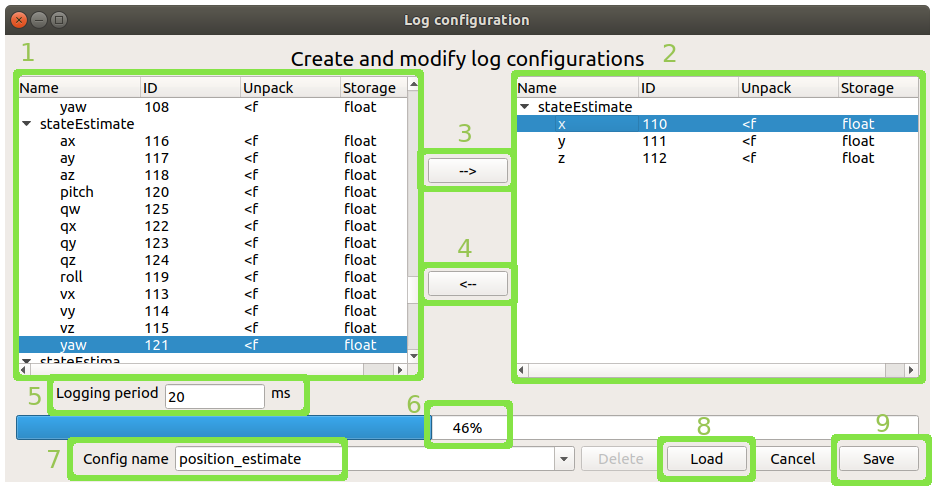 Log configuration
1
Create and modify log configurations
2
Name ID Unpack Storage
yaw 108 <f float
stateEstimate
ax 116 <f float
ay 117 <f float
az 118 <f float
pitch 120 <f float
qw 125 <f float
qx 122 <f float
qy 123 <f float
qz 124 <f float
roll 119 <f float
vx 113 <f float
vy 114 <f float
vz 115 <f float
yaw 121 <f float
stateEstima
3
-->
4
<--
Name ID Unpack Storage
stateEstimate
x 110 <f float
y 111 <f float
z 112 <f float
5
Logging period 20 ms
6
46%
7
Config name position_estimate
Delete
8
Load
Cancel
9
Save